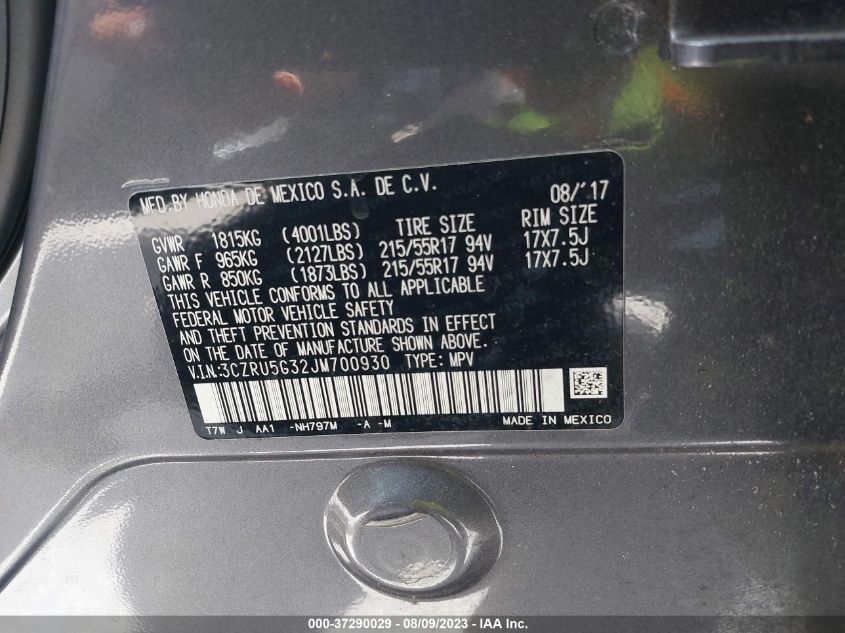 MFD.BY HONDA DE MEXICO S.A. DE C.V. 08/'17
TIRE SIZE RIM SIZE
GVWR 1815KG (4001LBS)
GAWR F 965KG (2127LBS) 215/55R17 94V 17X7.5J
GAWR R 850KG (1873LBS) 215/55R17 94V 17X7.5J
THIS VEHICLE CONFORMS TO ALL APPLICABLE
FEDERAL MOTOR VEHICLE SAFETY
AND THEFT PREVENTION STANDARDS IN EFFECT
ON THE DATE OF MANUFACTURE SHOWN ABOVE.
V.IN.:3CZRU5G32JM700930 TYPE: MPV
T7W J AA1 -NH797M -A -M MADE IN MEXICO
000-37290029 - 08/09/2023 - IAA Inc.